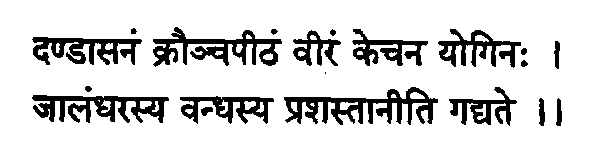 दण्डासनं क्रौञ्चपीठं वीरं केचन योगिनः ।
जालंधरस्य वन्धस्य प्रशस्तानीति गद्यते ।।